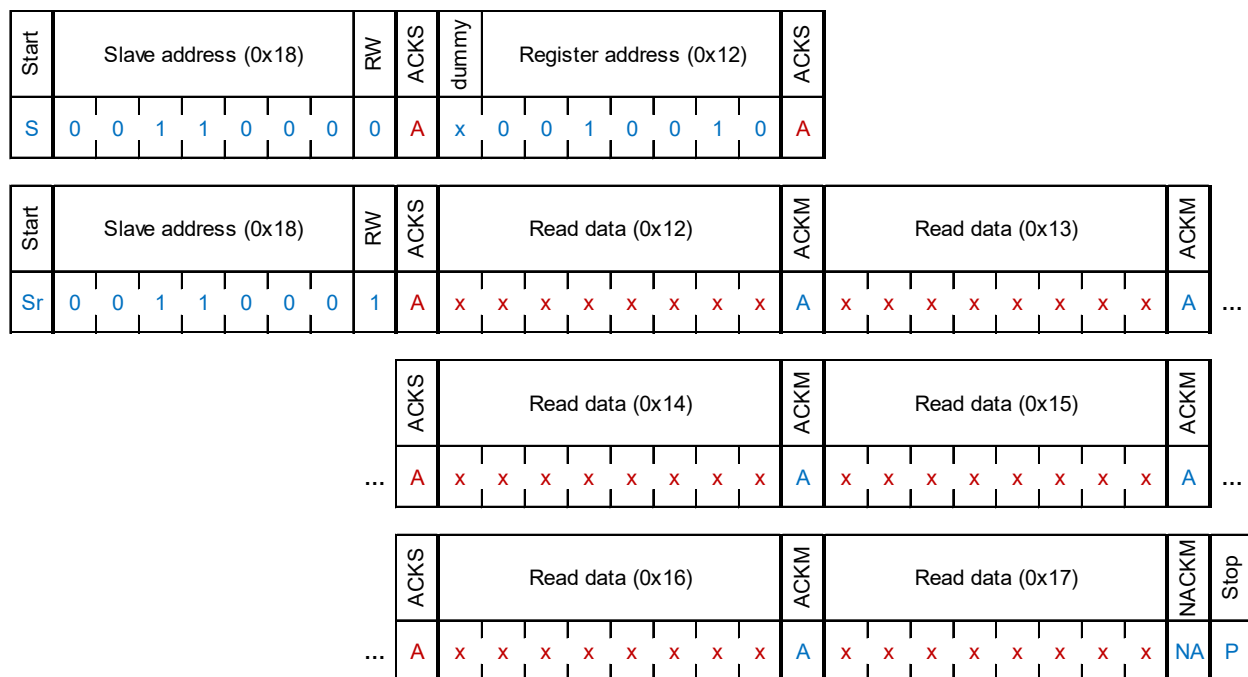 Start Slave address (0x18) RW ACKS dummy Register address (0x12) ACKS
S 0 0 1 1 0 0 0 0 A x 0 0 1 0 0 1 0 A
Start Slave address (0x18) RW ACKS Read data (0x12) ACKM Read data (0x13) ACKM
Sr 0 0 1 1 0 0 0 1 A x x x x x x x x A x x x x x x x x A ...
ACKS Read data (0x14) ACKM Read data (0x15) ACKM
... A x x x x x x x x A x x x x x x x x A ...
ACKS Read data (0x16) ACKM Read data (0x17) NACKM Stop
... A x x x x x x x x A x x x x x x x x NA P